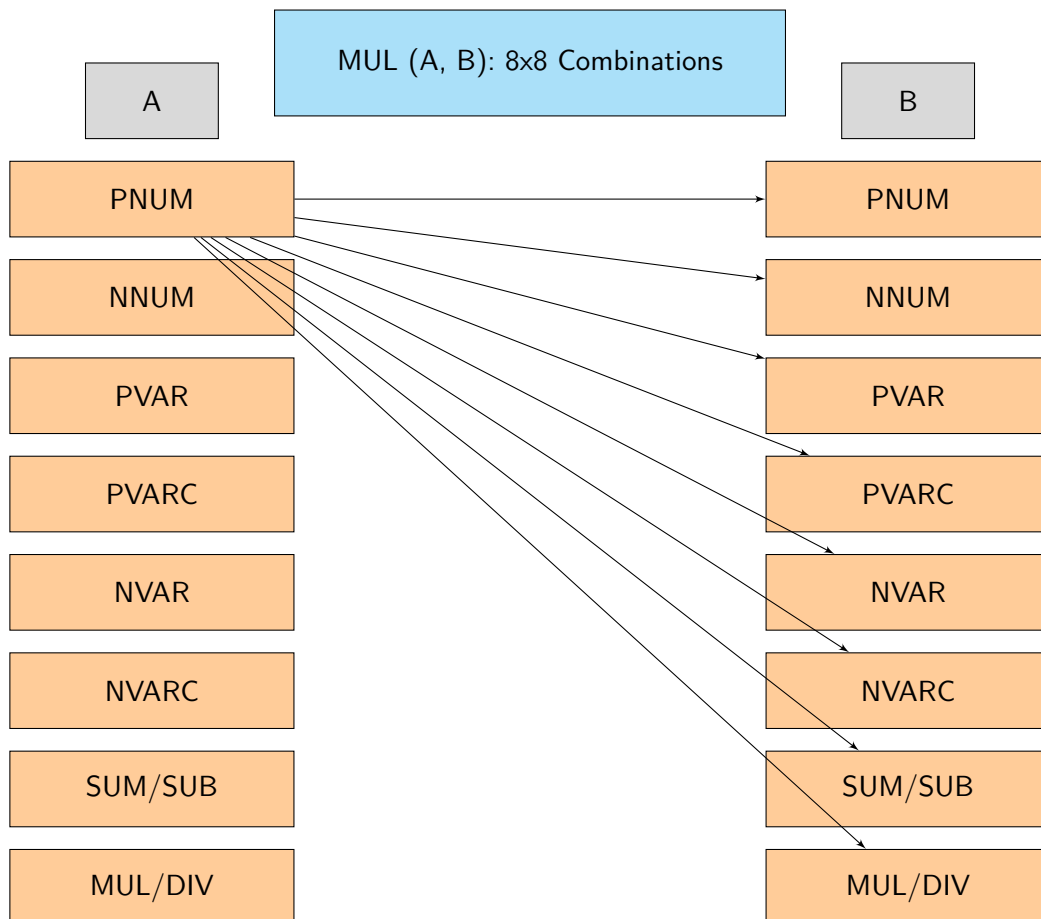 MUL (A, B): 8x8 Combinations
A
B
PNUM
PNUM
NNUM
NNUM
PVAR
PVAR
PVARC
PVARC
NVAR
NVAR
NVARC
NVARC
SUM/SUB
SUM/SUB
MUL/DIV
MUL/DIV